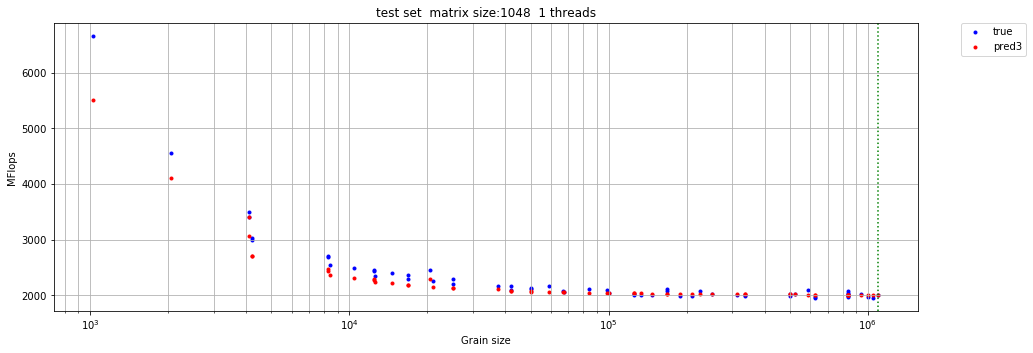 test set  matrix size:1048  1 threads
true
pred3
6000
5000
4000
3000
2000
MFlops
10³
10⁴
10⁵
10⁶
Grain size